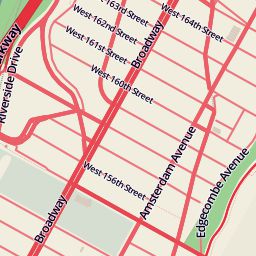 West 163rd Street
West 164th Street
West 162nd Street
West 161st Street
West 160th Street
Broadway
Riverside Drive
Amsterdam Avenue
Edgecombe Avenue
West 156th Street
Broadway